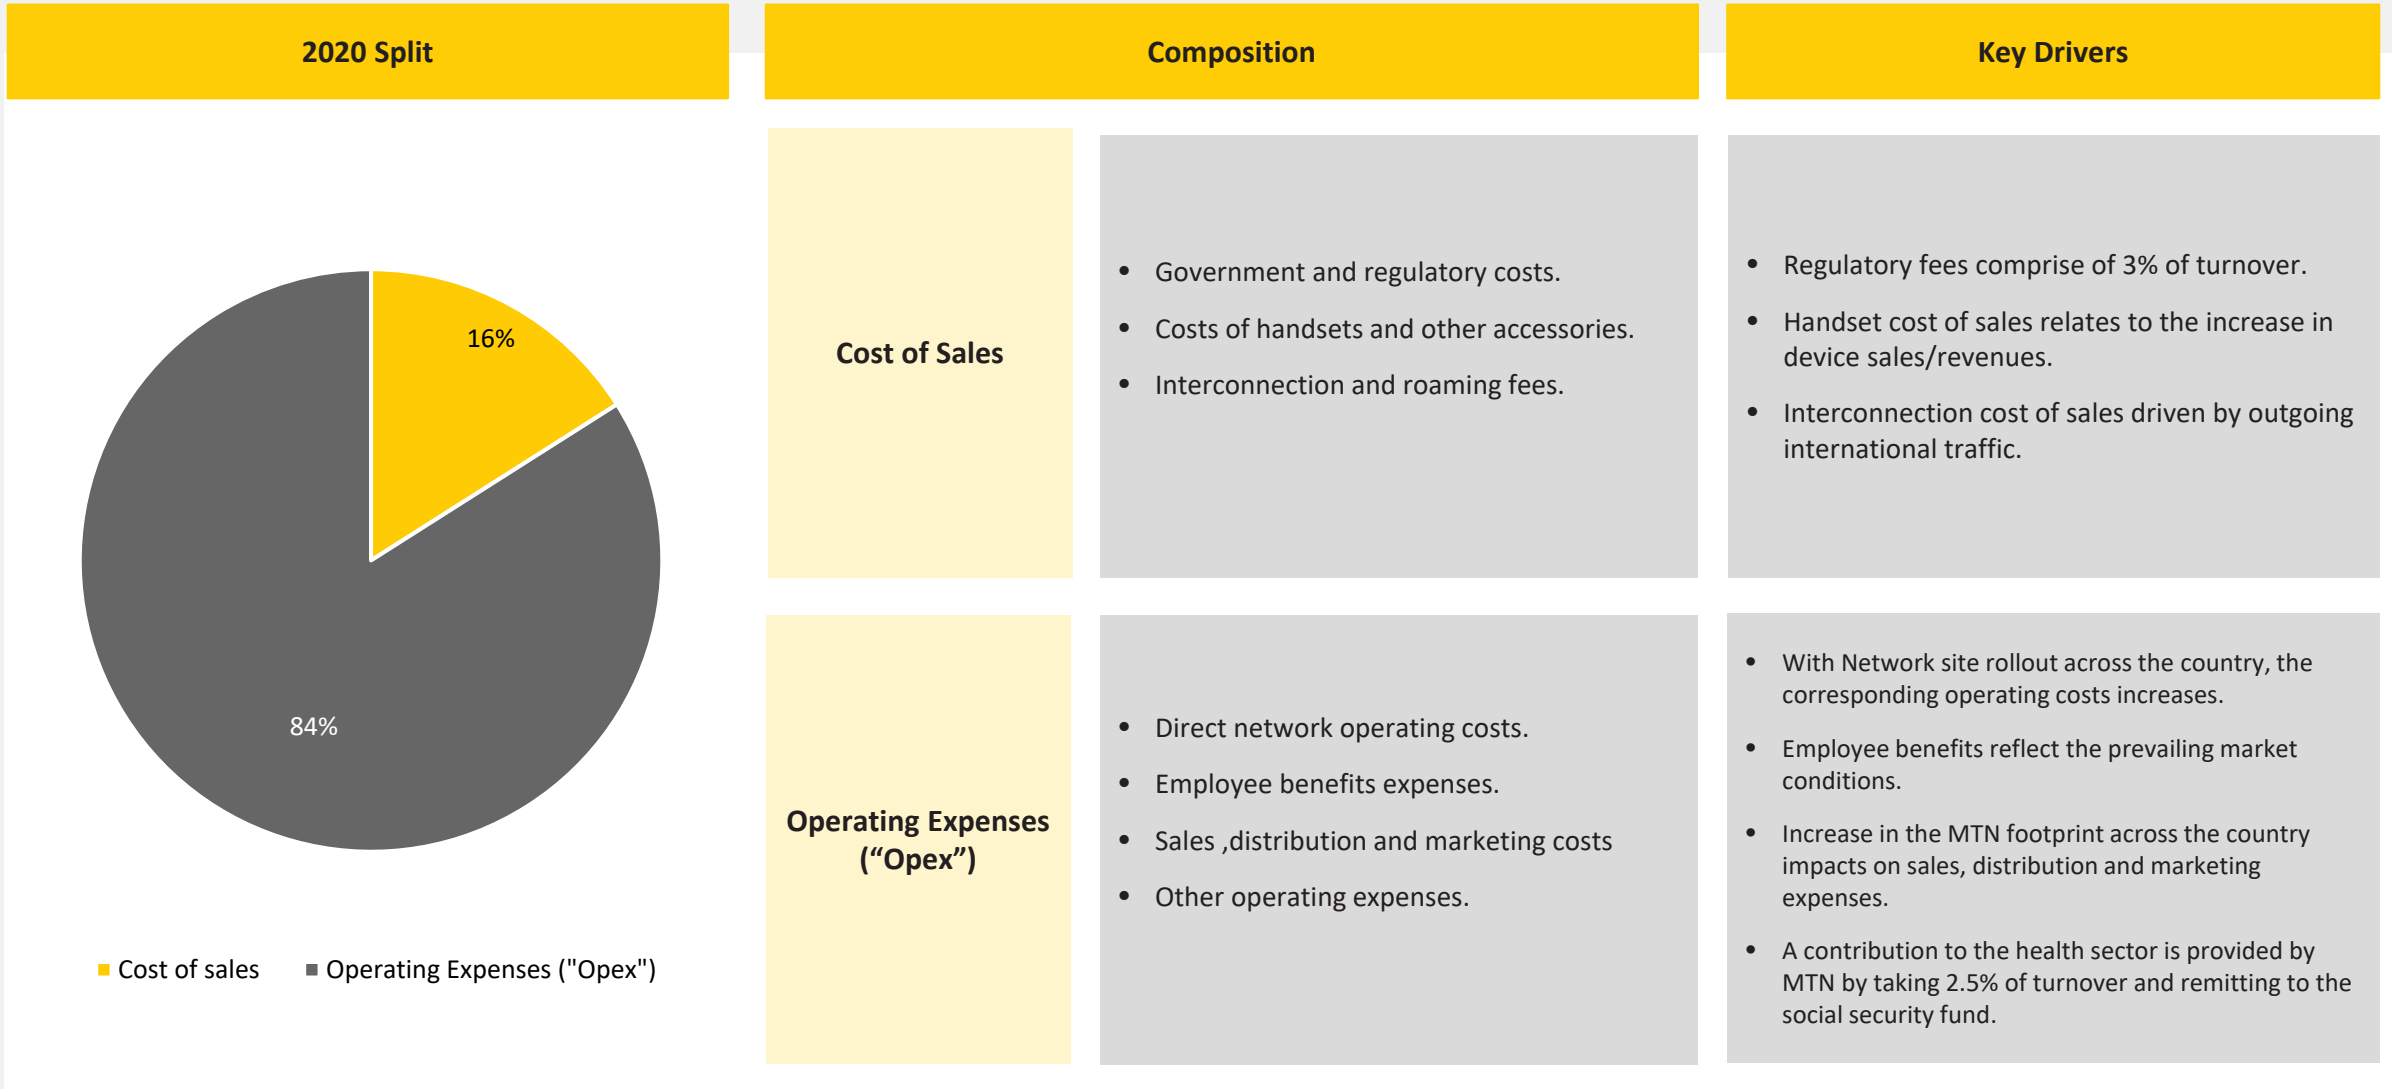 2020 Split
16%
84%
Cost of sales
Operating Expenses ("Opex")
Composition
Key Drivers
Cost of Sales
• Government and regulatory costs.
• Costs of handsets and other accessories.
• Interconnection and roaming fees.
• Regulatory fees comprise of 3% of turnover.
• Handset cost of sales relates to the increase in
device sales/revenues.
• Interconnection cost of sales driven by outgoing
international traffic.
Operating Expenses
(“Opex”)
• Direct network operating costs.
• Employee benefits expenses.
• Sales ,distribution and marketing costs
• Other operating expenses.
• With Network site rollout across the country, the
corresponding operating costs increases.
• Employee benefits reflect the prevailing market
conditions.
• Increase in the MTN footprint across the country
impacts on sales, distribution and marketing
expenses.
• A contribution to the health sector is provided by
MTN by taking 2.5% of turnover and remitting to the
social security fund.